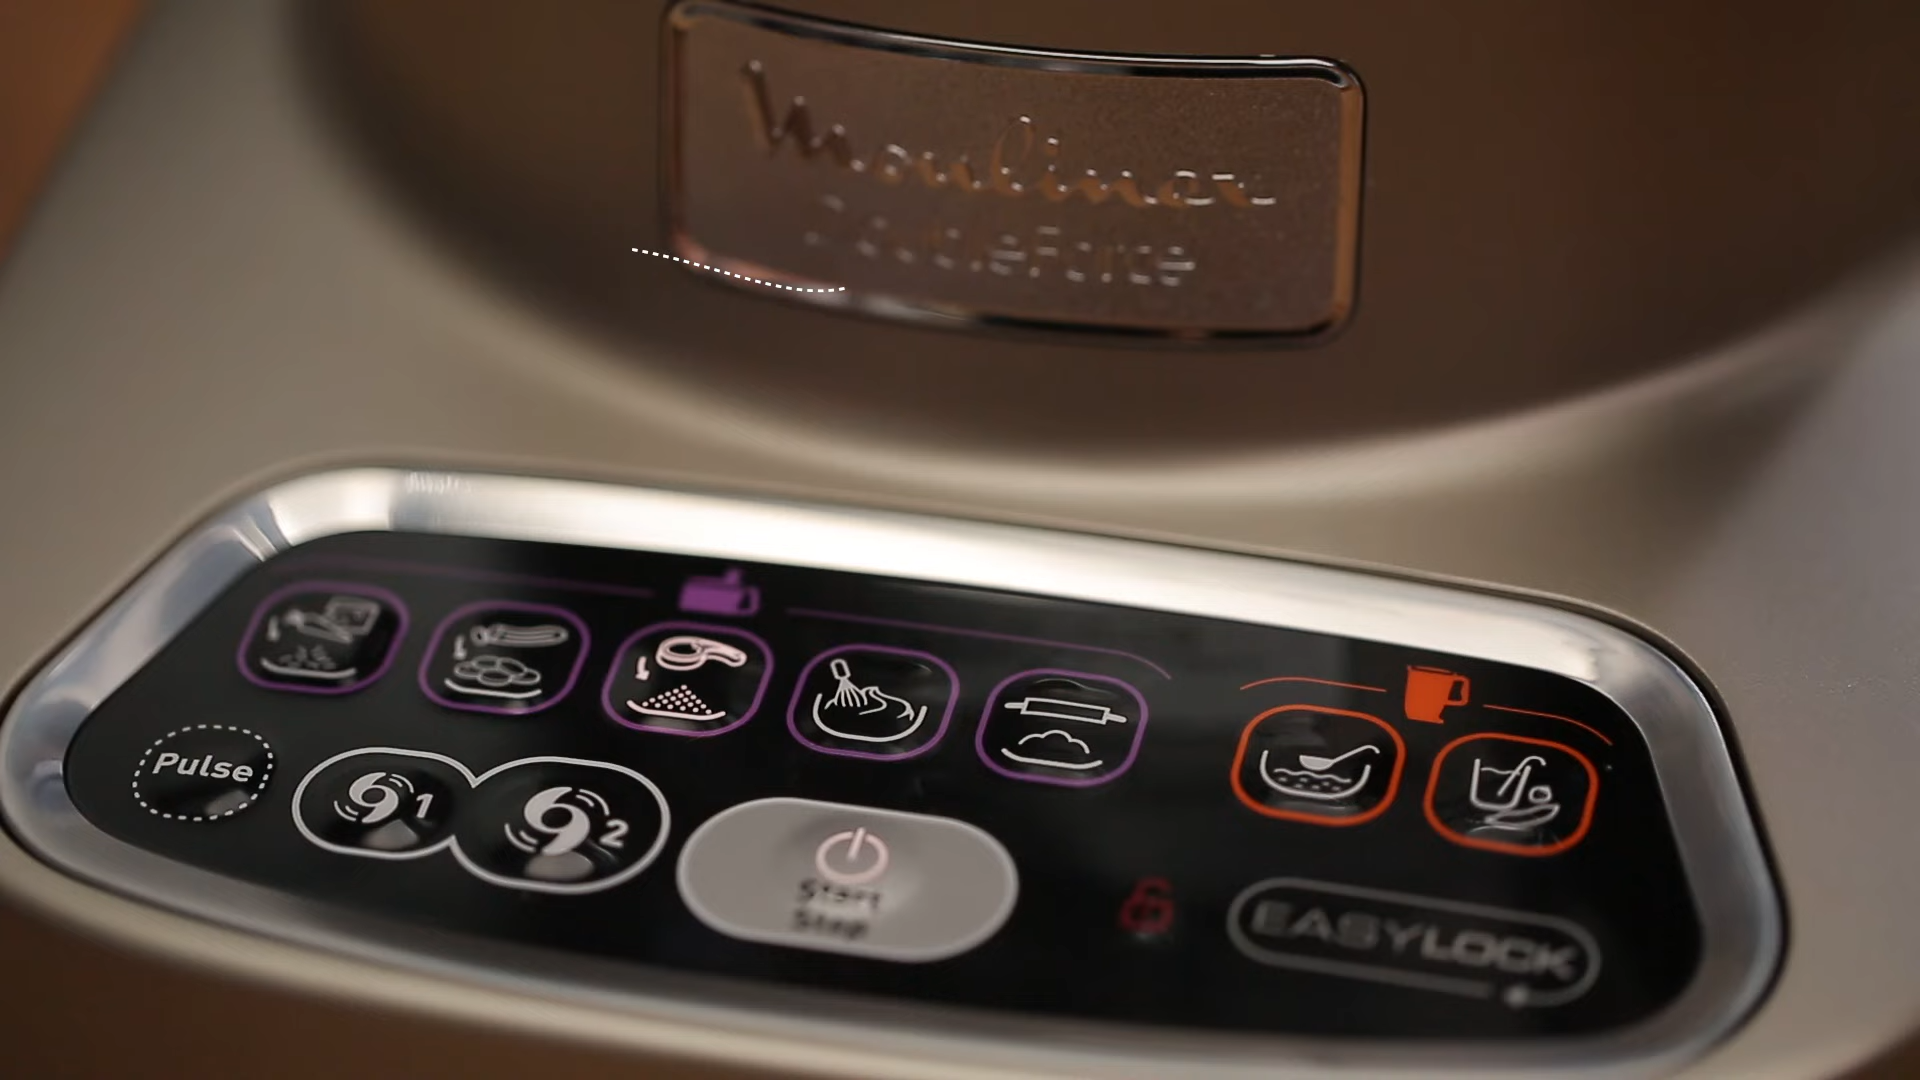 Moulinex
DoubleForce
Pulse
1
2
Start
Stop
EASYLOCK